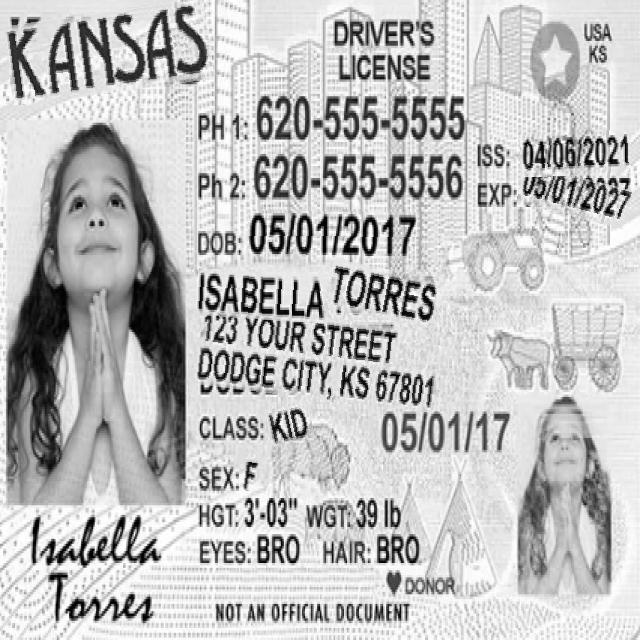 KANSAS
DRIVER'S
LICENSE
USA
KS
PH 1: 620-555-5555
Ph 2: 620-555-5556
ISS: 04/06/2021
EXP: 05/01/2027
DOB: 05/01/2017
ISABELLA TORRES
123 YOUR STREET
DODGE CITY, KS 67801
CLASS: KID
05/01/17
SEX: F
HGT: 3'-03" WGT: 39 lb
EYES: BRO HAIR: BRO
DONOR
Isabella
Torres
NOT AN OFFICIAL DOCUMENT